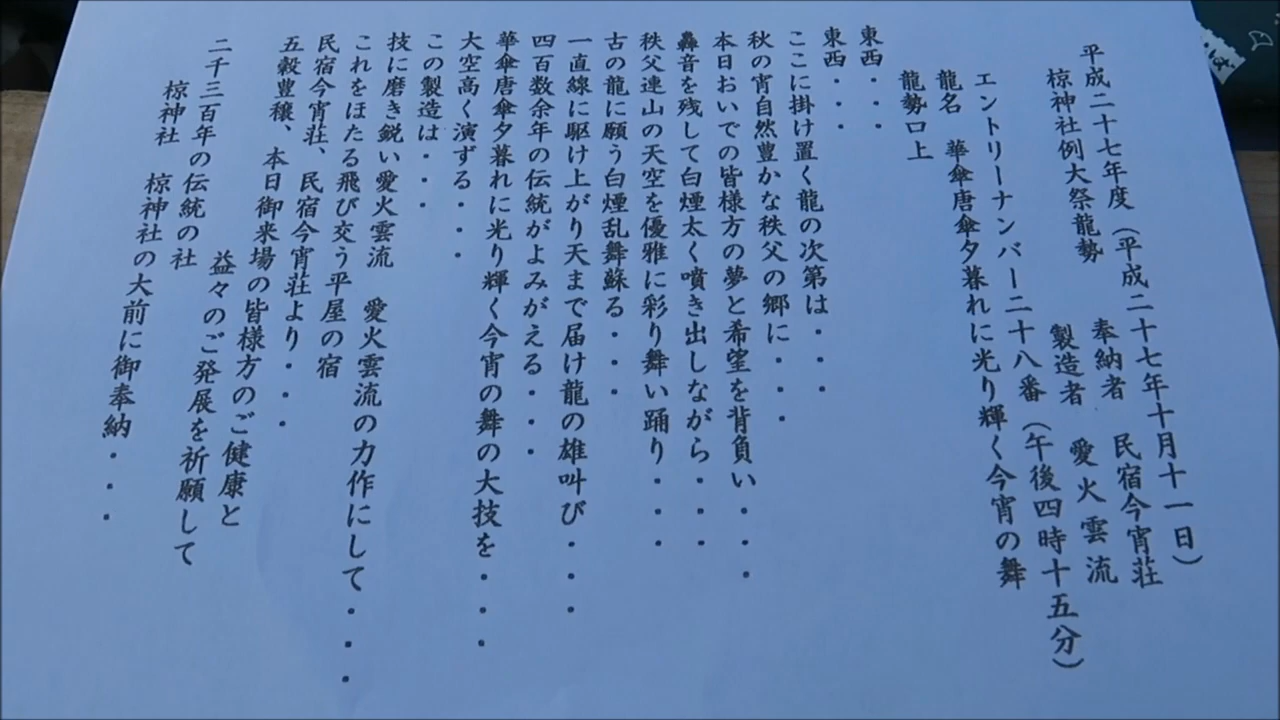 平成二十七年度（平成二十七年十月十一日）
椋神社例大祭龍勢　奉納者　民宿今宵荘
製造者　愛火雲流
エントリーナンバー二十八番（午後四時十五分）
龍名　華傘唐傘夕暮れに光り輝く今宵の舞
龍勢口上
東西・・・
東西・・・
ここに掛け置く龍の次第は・・・
秋の宵自然豊かな秩父の郷に・・・
本日おいでの皆様方の夢と希望を背負い・・・
轟音を残して白煙太く噴き出しながら・・・
秩父連山の天空を優雅に彩り舞い踊り・・・
古の龍に願う白煙乱舞蘇る・・・
一直線に駆け上がり天まで届け龍の雄叫び・・・
四百数余年の伝統がよみがえる・・・
華傘唐傘夕暮れに光り輝く今宵の舞の大技を・・・
大空高く演ずる・・・
この製造は・・・
技に磨き鋭い愛火雲流　愛火雲流の力作にして・・・
これをほたる飛び交う平屋の宿
民宿今宵荘、民宿今宵荘より・・・
五穀豊穣、本日御来場の皆様方のご健康と
益々のご発展を祈願して
二千三百年の伝統の社
椋神社　椋神社の大前に御奉納・・・